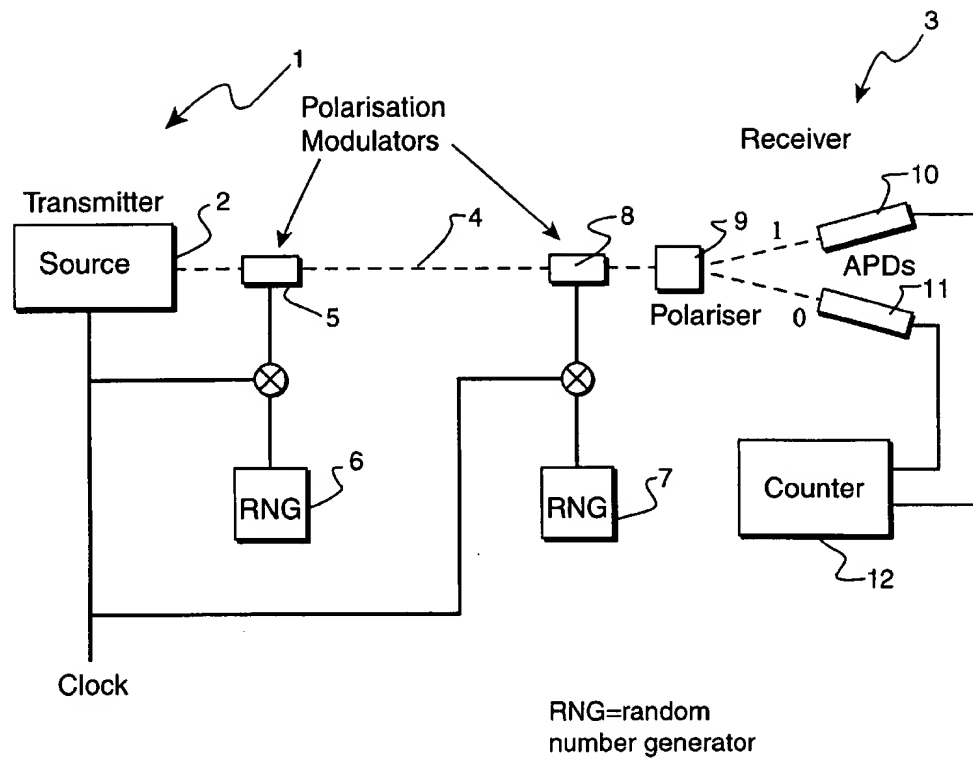 1
3
Polarisation
Modulators
Receiver
Transmitter
2
4
8
9
10
1
Source
APDs
5
Polariser
0
11
6
7
RNG
RNG
Counter
12
Clock
RNG=random
number generator